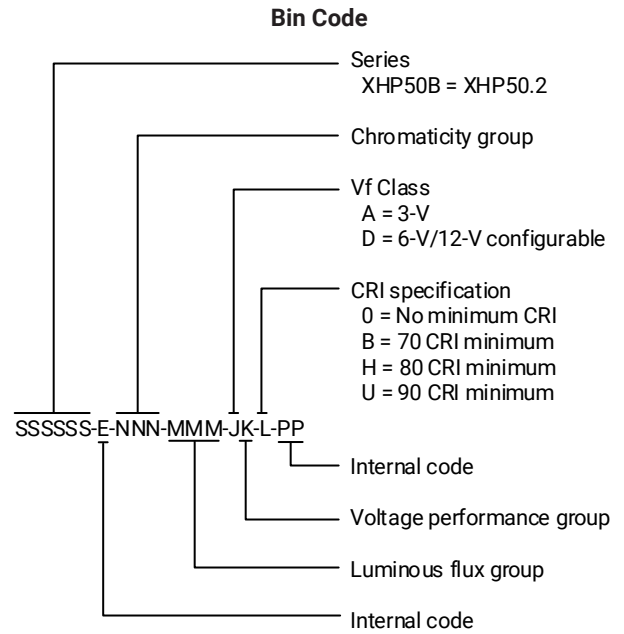 Bin Code
Series
XHP50B = XHP50.2
Chromaticity group
Vf Class
A = 3-V
D = 6-V/12-V configurable
CRI specification
0 = No minimum CRI
B = 70 CRI minimum
H = 80 CRI minimum
U = 90 CRI minimum
SSSSSS-E-NNN-MMM-JK-L-PP
Internal code
Voltage performance group
Luminous flux group
Internal code